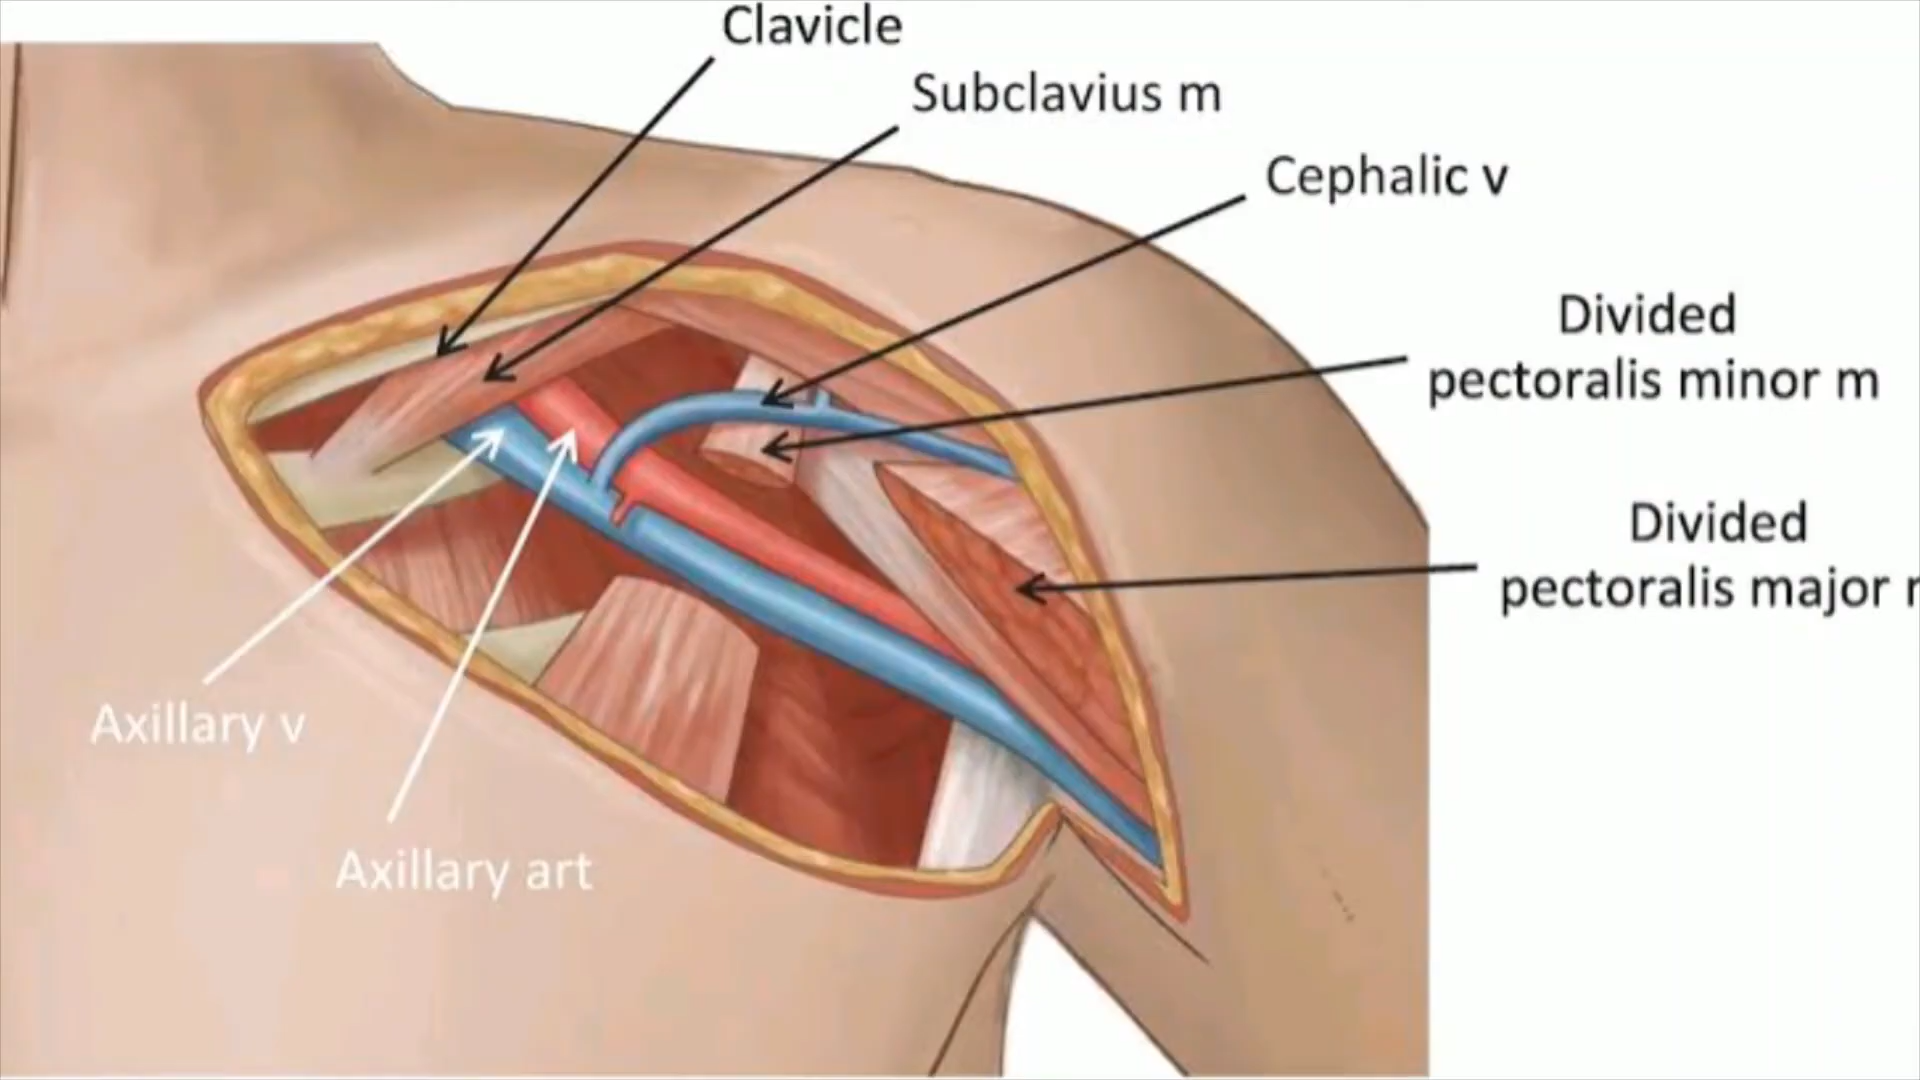 Clavicle
Subclavius m
Cephalic v
Divided
pectoralis minor m
Divided
pectoralis major
Axillary v
Axillary art